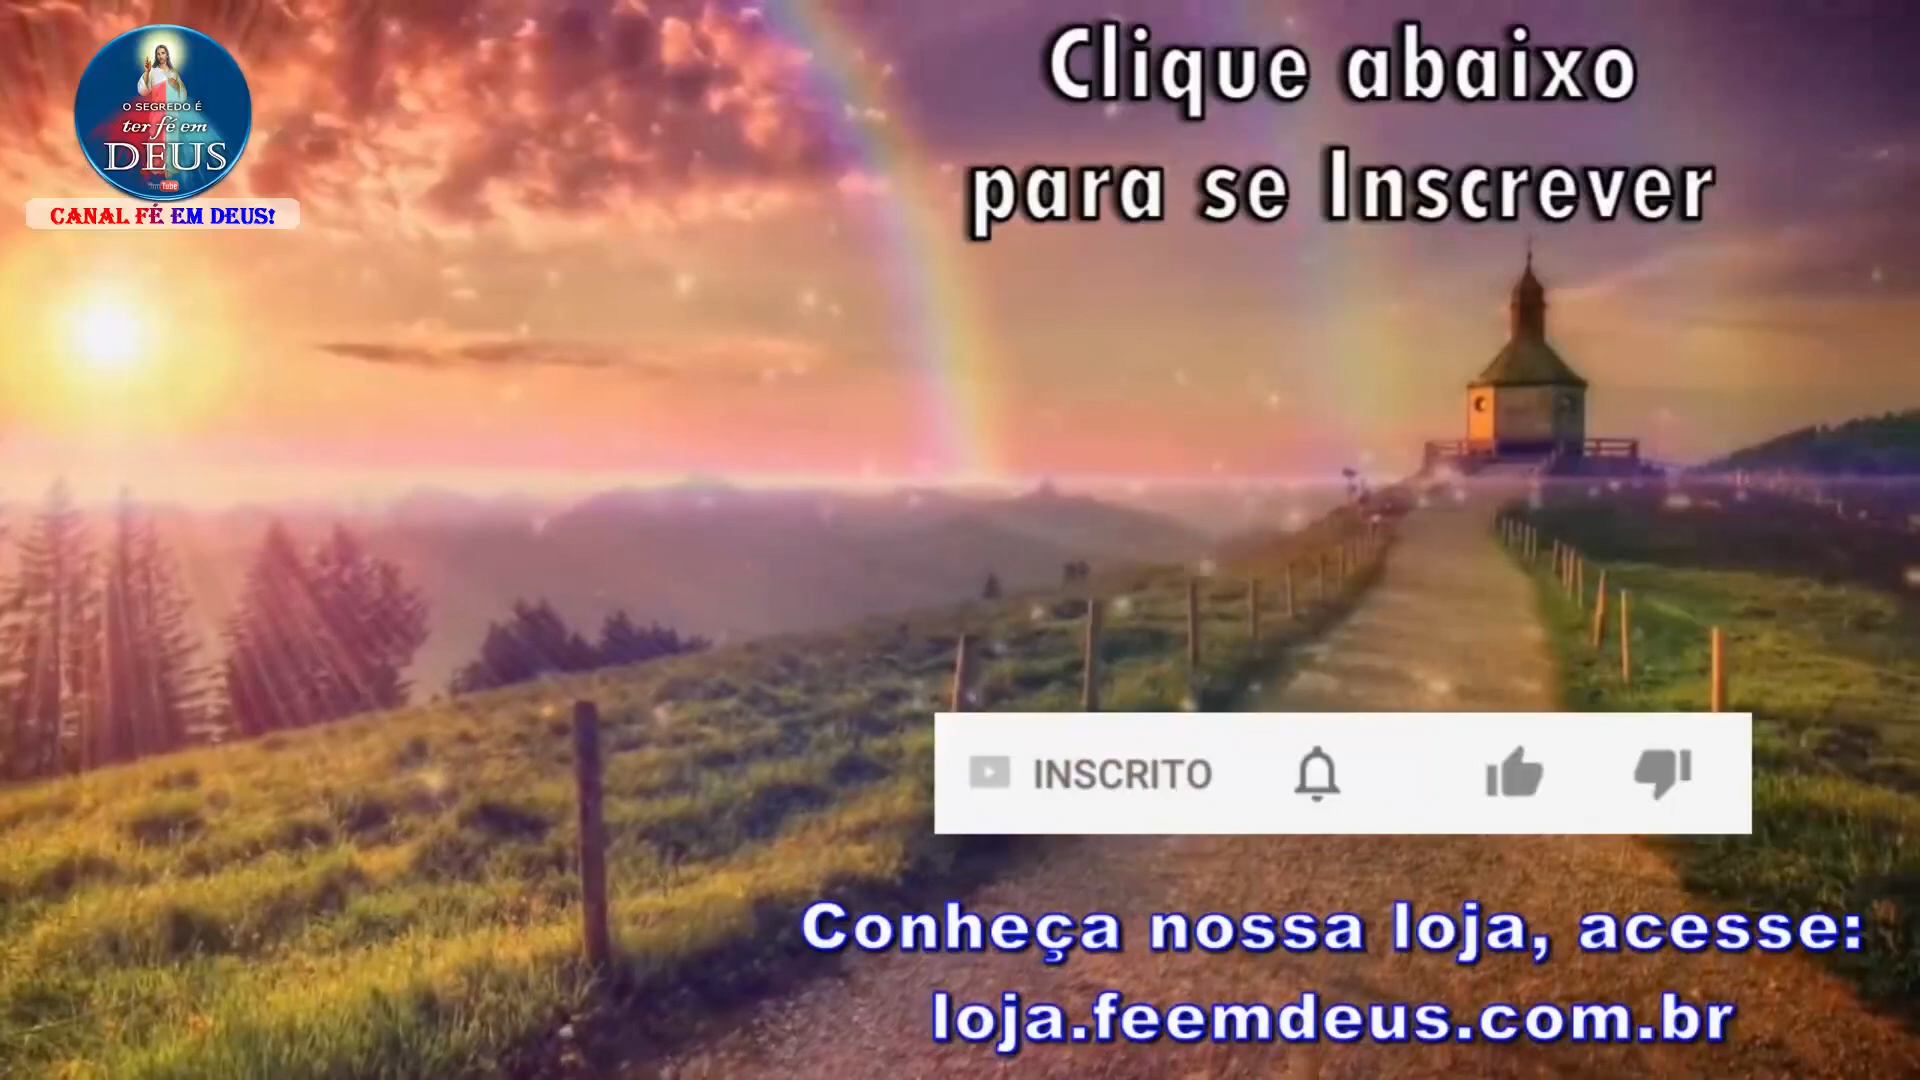 O SEGREDO É
ter fé em
DEUS
YouTube
CANAL FÉ EM DEUS!
Clique abaixo
para se Inscrever
INSCRITO
Conheça nossa loja, acesse:
loja.feemdeus.com.br